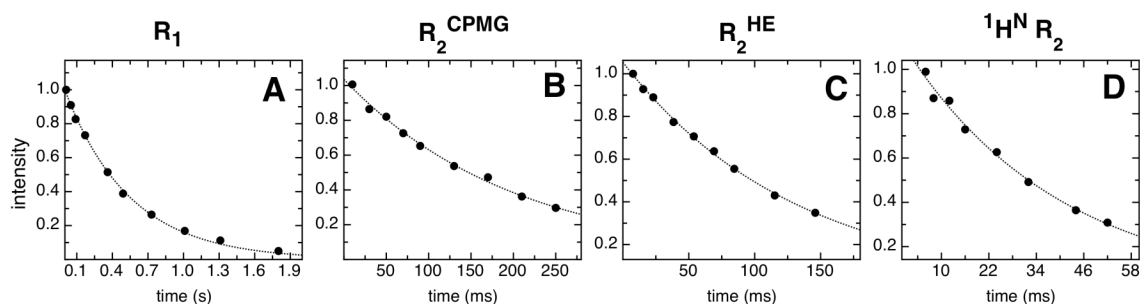 R₁ R₂ᶜᴾᴹᴳ R₂ᴴᴱ ¹Hᴺ R₂
A B C D
intensity
1.0 0.8 0.6 0.4 0.2
1.0 0.8 0.6 0.4 0.2
1.0 0.8 0.6 0.4 0.2
1.0 0.8 0.6 0.4 0.2
0.1 0.4 0.7 1.0 1.3 1.6 1.9 50 100 150 200 250 50 100 150 10 22 34 46 58
time (s) time (ms) time (ms) time (ms)